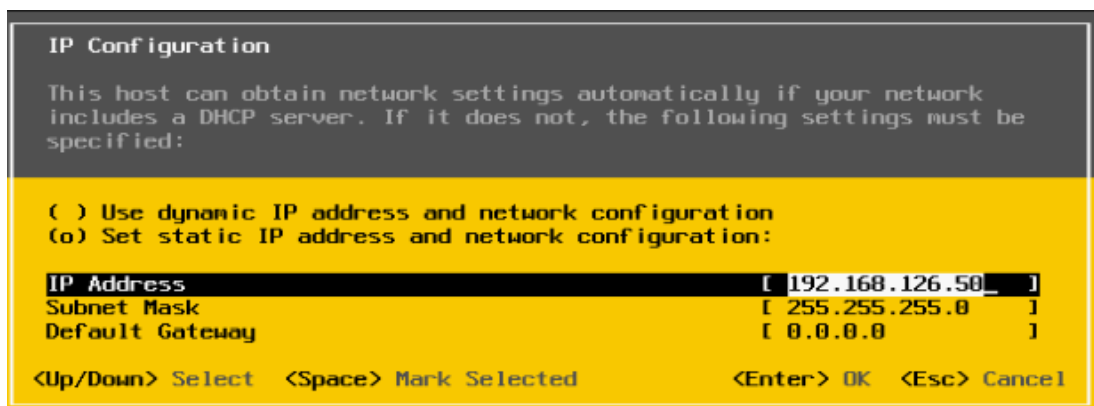 IP Configuration
This host can obtain network settings automatically if your network
includes a DHCP server. If it does not, the following settings must be
specified:
( ) Use dynamic IP address and network configuration
(o) Set static IP address and network configuration:
IP Address [ 192.168.126.50_ ]
Subnet Mask [ 255.255.255.0 ]
Default Gateway [ 0.0.0.0 ]
<Up/Down> Select <Space> Mark Selected <Enter> OK <Esc> Cancel